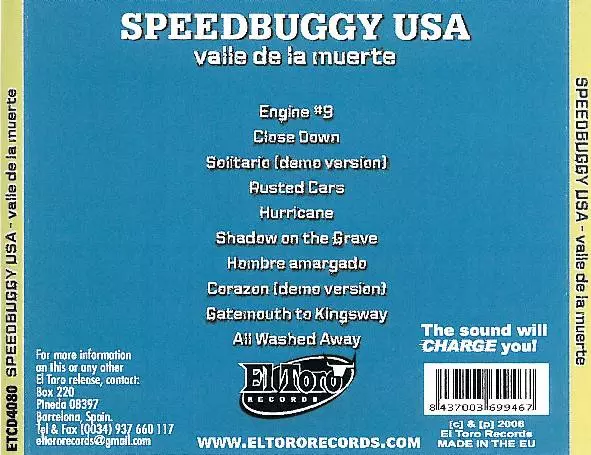 SPEEDBUGGY USA
valle de la muerte
Engine #9
Close Down
Solitario (demo version)
Rusted Cars
Hurricane
Shadow on the Grave
Hombre amargado
Corazon (demo version)
Gatemouth to Kingsway
All Washed Away
For more information
on this or any other
El Toro release, contact:
Box 220
Pineda 08397
Barcelona, Spain.
Tel & Fax (0034) 937 660 117
eltororecords@gmail.com
El Toro
RECORDS
WWW.ELTORORECORDS.COM
The sound will
CHARGE you!
8 437003 699467
[c] & [p] 2006
El Toro Records
MADE IN THE EU
ETCD4080 SPEEDBUGGY USA - valle de la muerte
SPEEDBUGGY USA - valle de la muerte